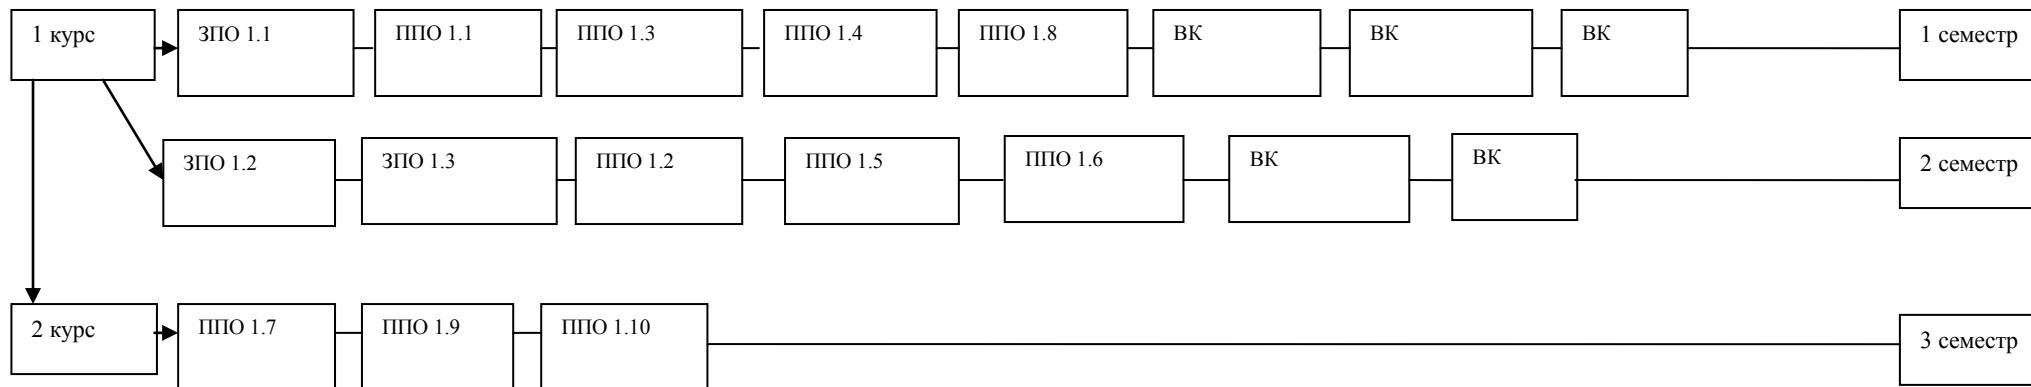 1 курс
ЗПО 1.1
ППО 1.1
ППО 1.3
ППО 1.4
ППО 1.8
ВК
ВК
ВК
1 семестр
ЗПО 1.2
ЗПО 1.3
ППО 1.2
ППО 1.5
ППО 1.6
ВК
ВК
2 семестр
2 курс
ППО 1.7
ППО 1.9
ППО 1.10
3 семестр